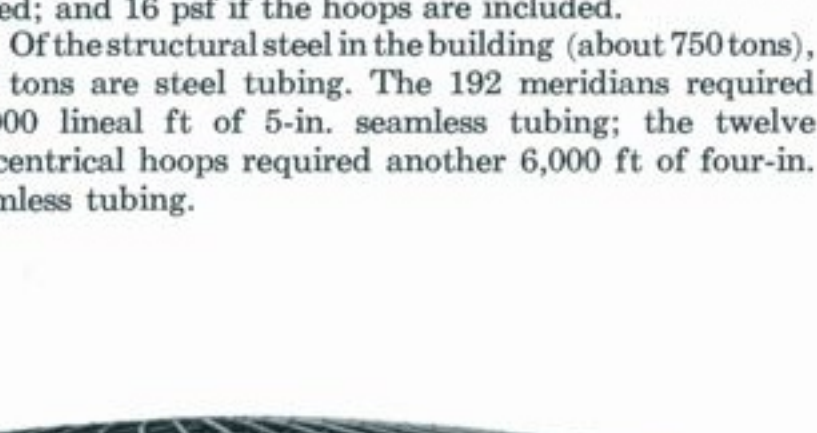 ed; and 16 psf if the hoops are included.
Of the structural steel in the building (about 750 tons),
tons are steel tubing. The 192 meridians required
000 lineal ft of 5-in. seamless tubing; the twelve
centrical hoops required another 6,000 ft of four-in.
mless tubing.